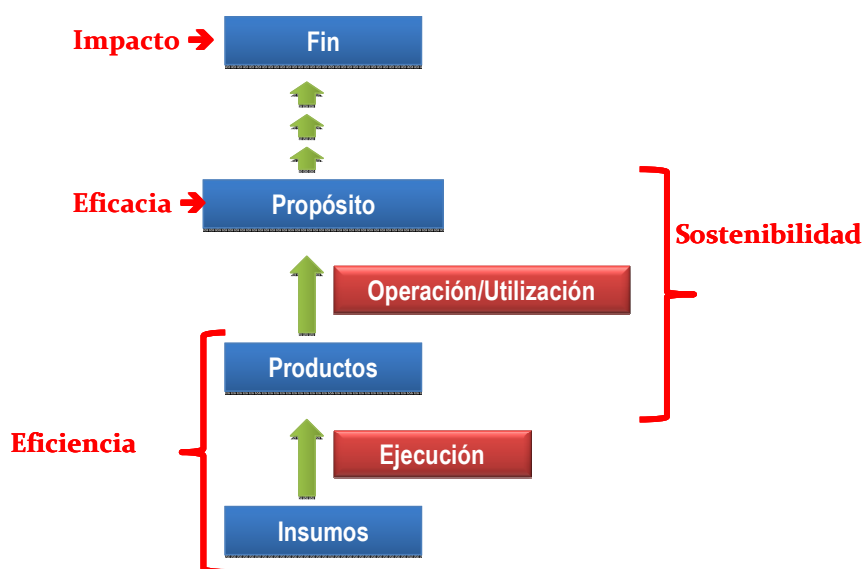 Impacto ➔ Fin
Eficacia ➔ Propósito
Sostenibilidad
Operación/Utilización
Productos
Eficiencia
Ejecución
Insumos